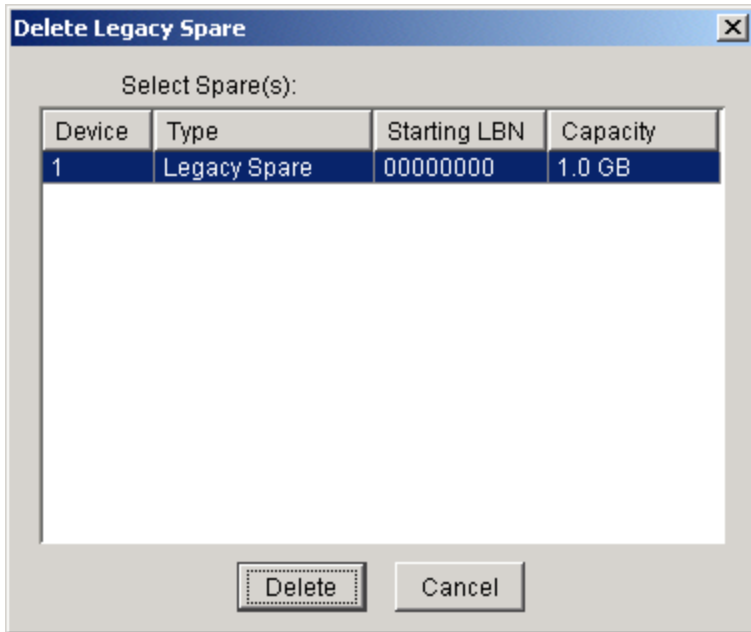 Delete Legacy Spare
Select Spare(s):
Device Type Starting LBN Capacity
1 Legacy Spare 00000000 1.0 GB
Delete Cancel